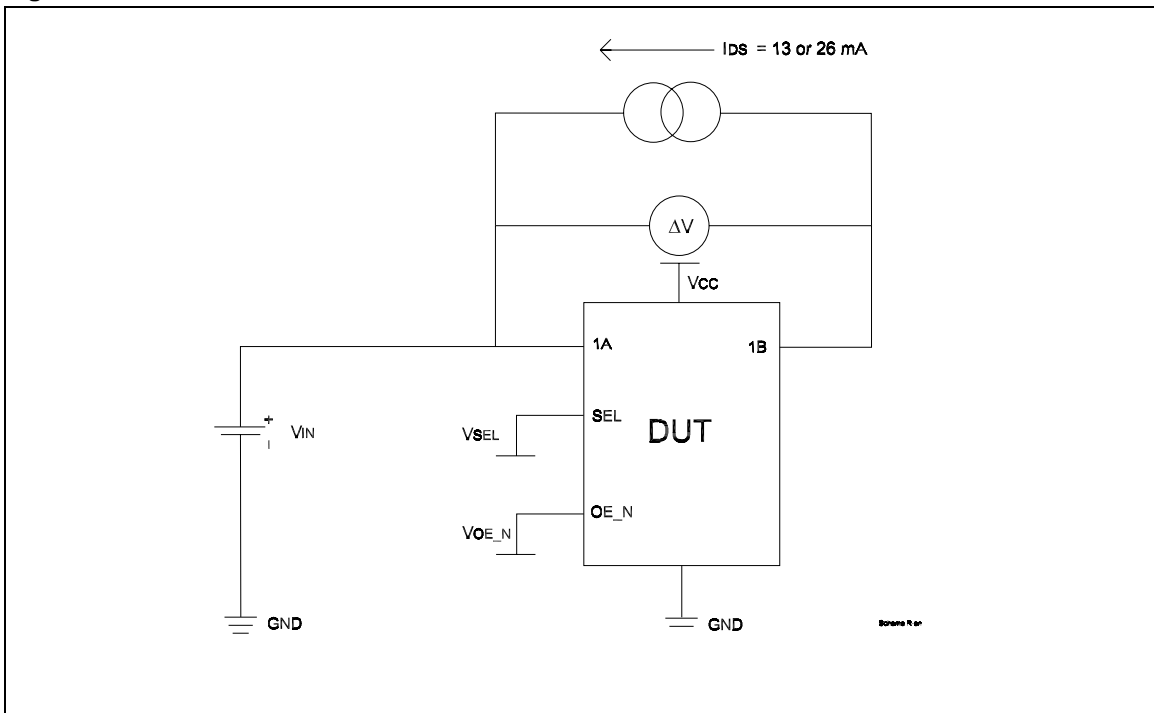 IDS = 13 or 26 mA
ΔV
VCC
1A
1B
SEL
VSEL
DUT
+
VIN
OE_N
VOE_N
GND
GND